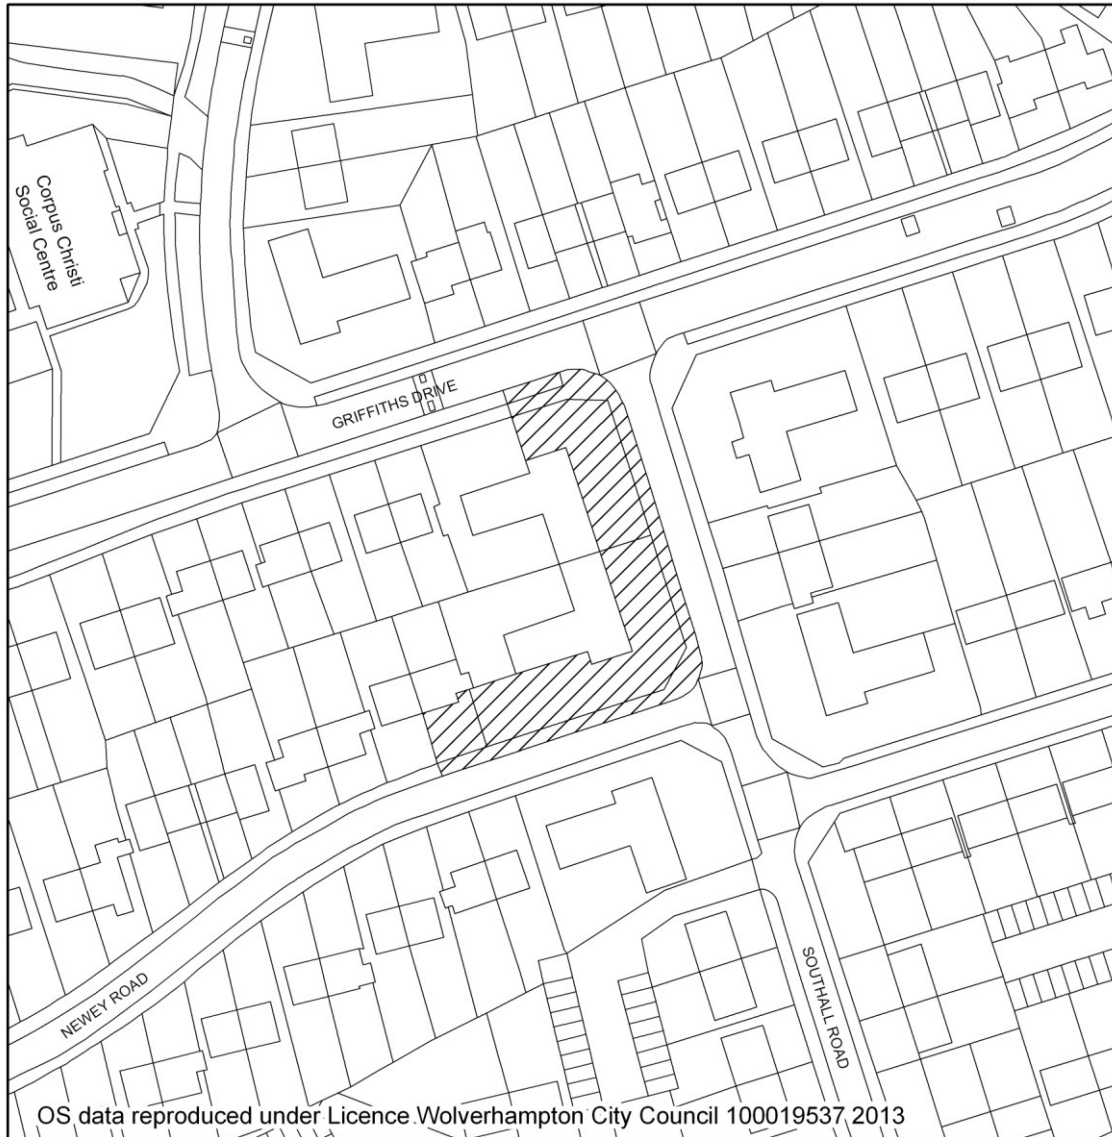 Corpus Christi
Social Centre
GRIFFITHS DRIVE
NEWEY ROAD
SOUTHALL ROAD
OS data reproduced under Licence Wolverhampton City Council 100019537 2013